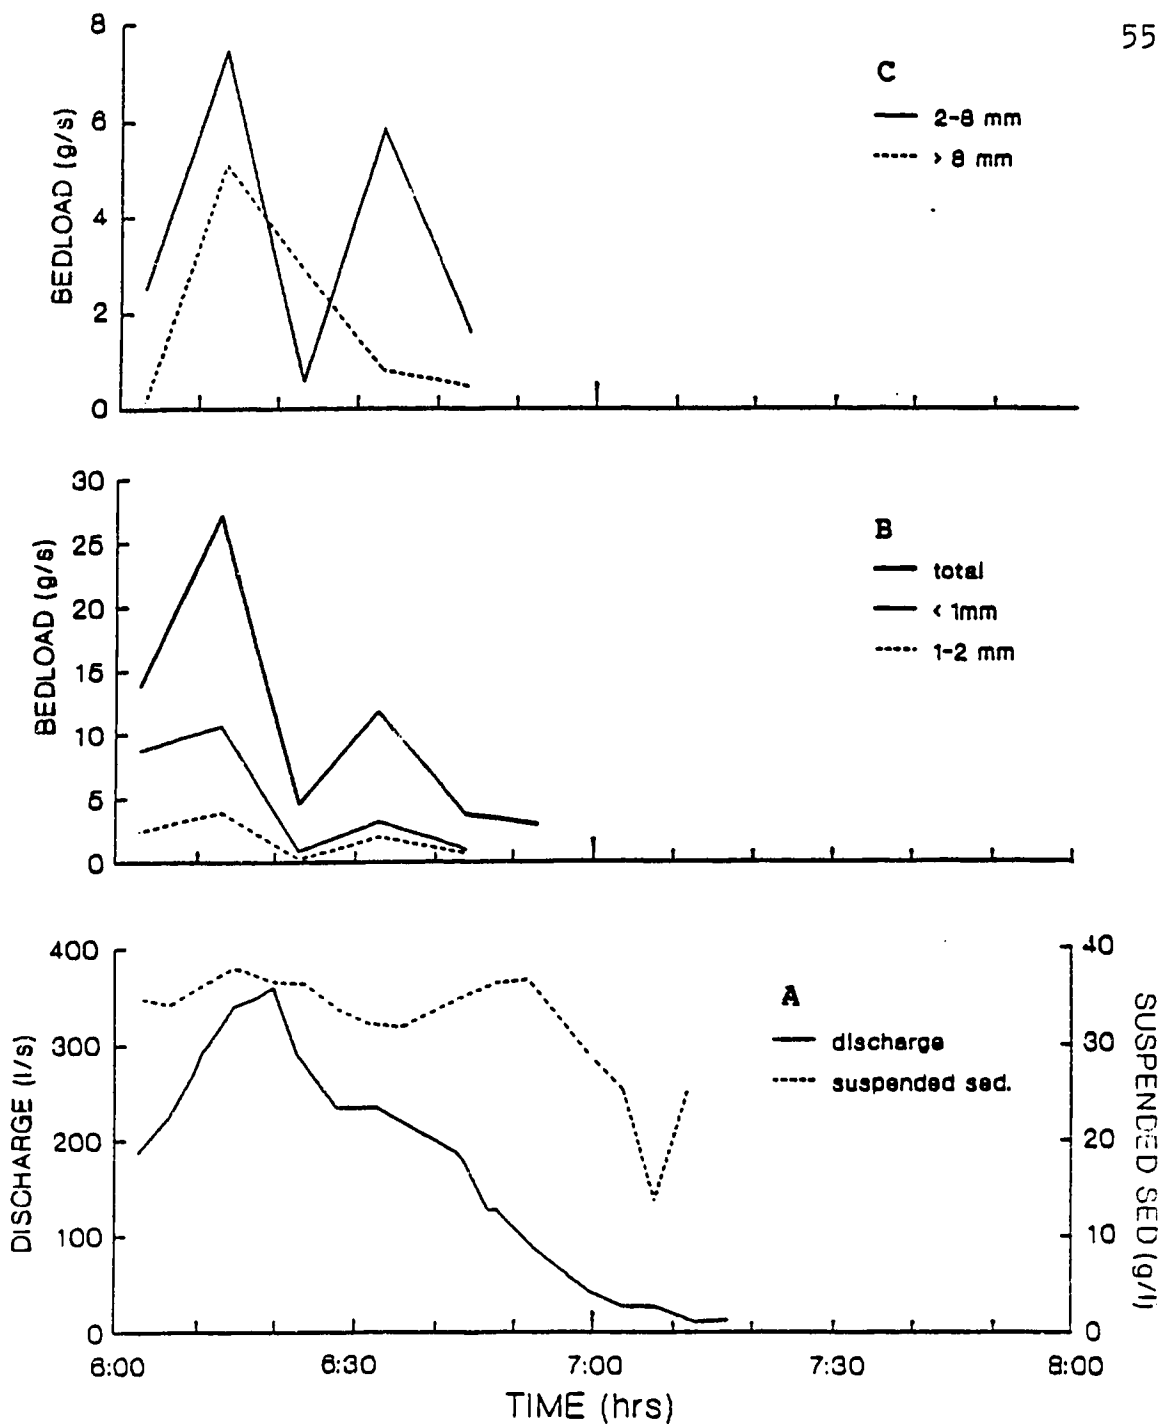 55
8
6
4
2
0
BEDLOAD (g/s)
C
2-8 mm
> 8 mm
30
25
20
15
10
5
0
BEDLOAD (g/s)
B
total
< 1mm
1-2 mm
400
300
200
100
0
DISCHARGE (l/s)
A
discharge
suspended sed.
40
30
20
10
0
SUSPENDED SED (g/l)
6:00
6:30
7:00
7:30
8:00
TIME (hrs)